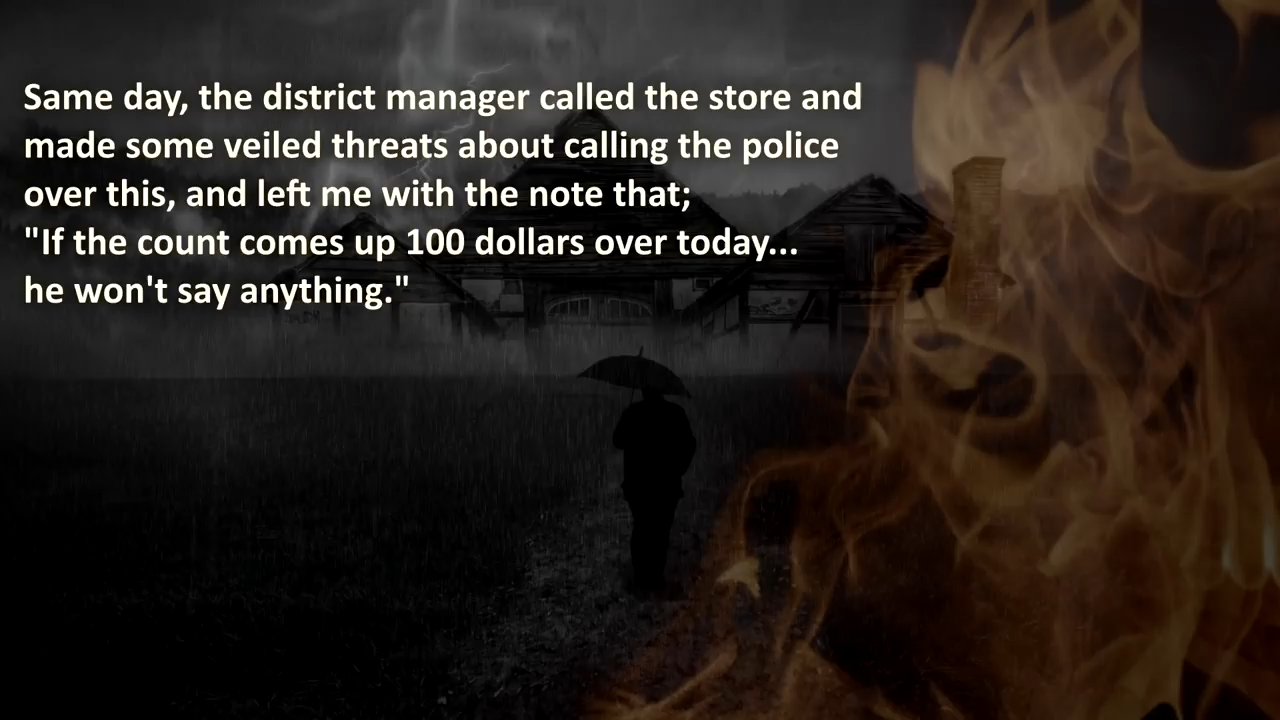 Same day, the district manager called the store and
made some veiled threats about calling the police
over this, and left me with the note that;
"If the count comes up 100 dollars over today...
he won't say anything."